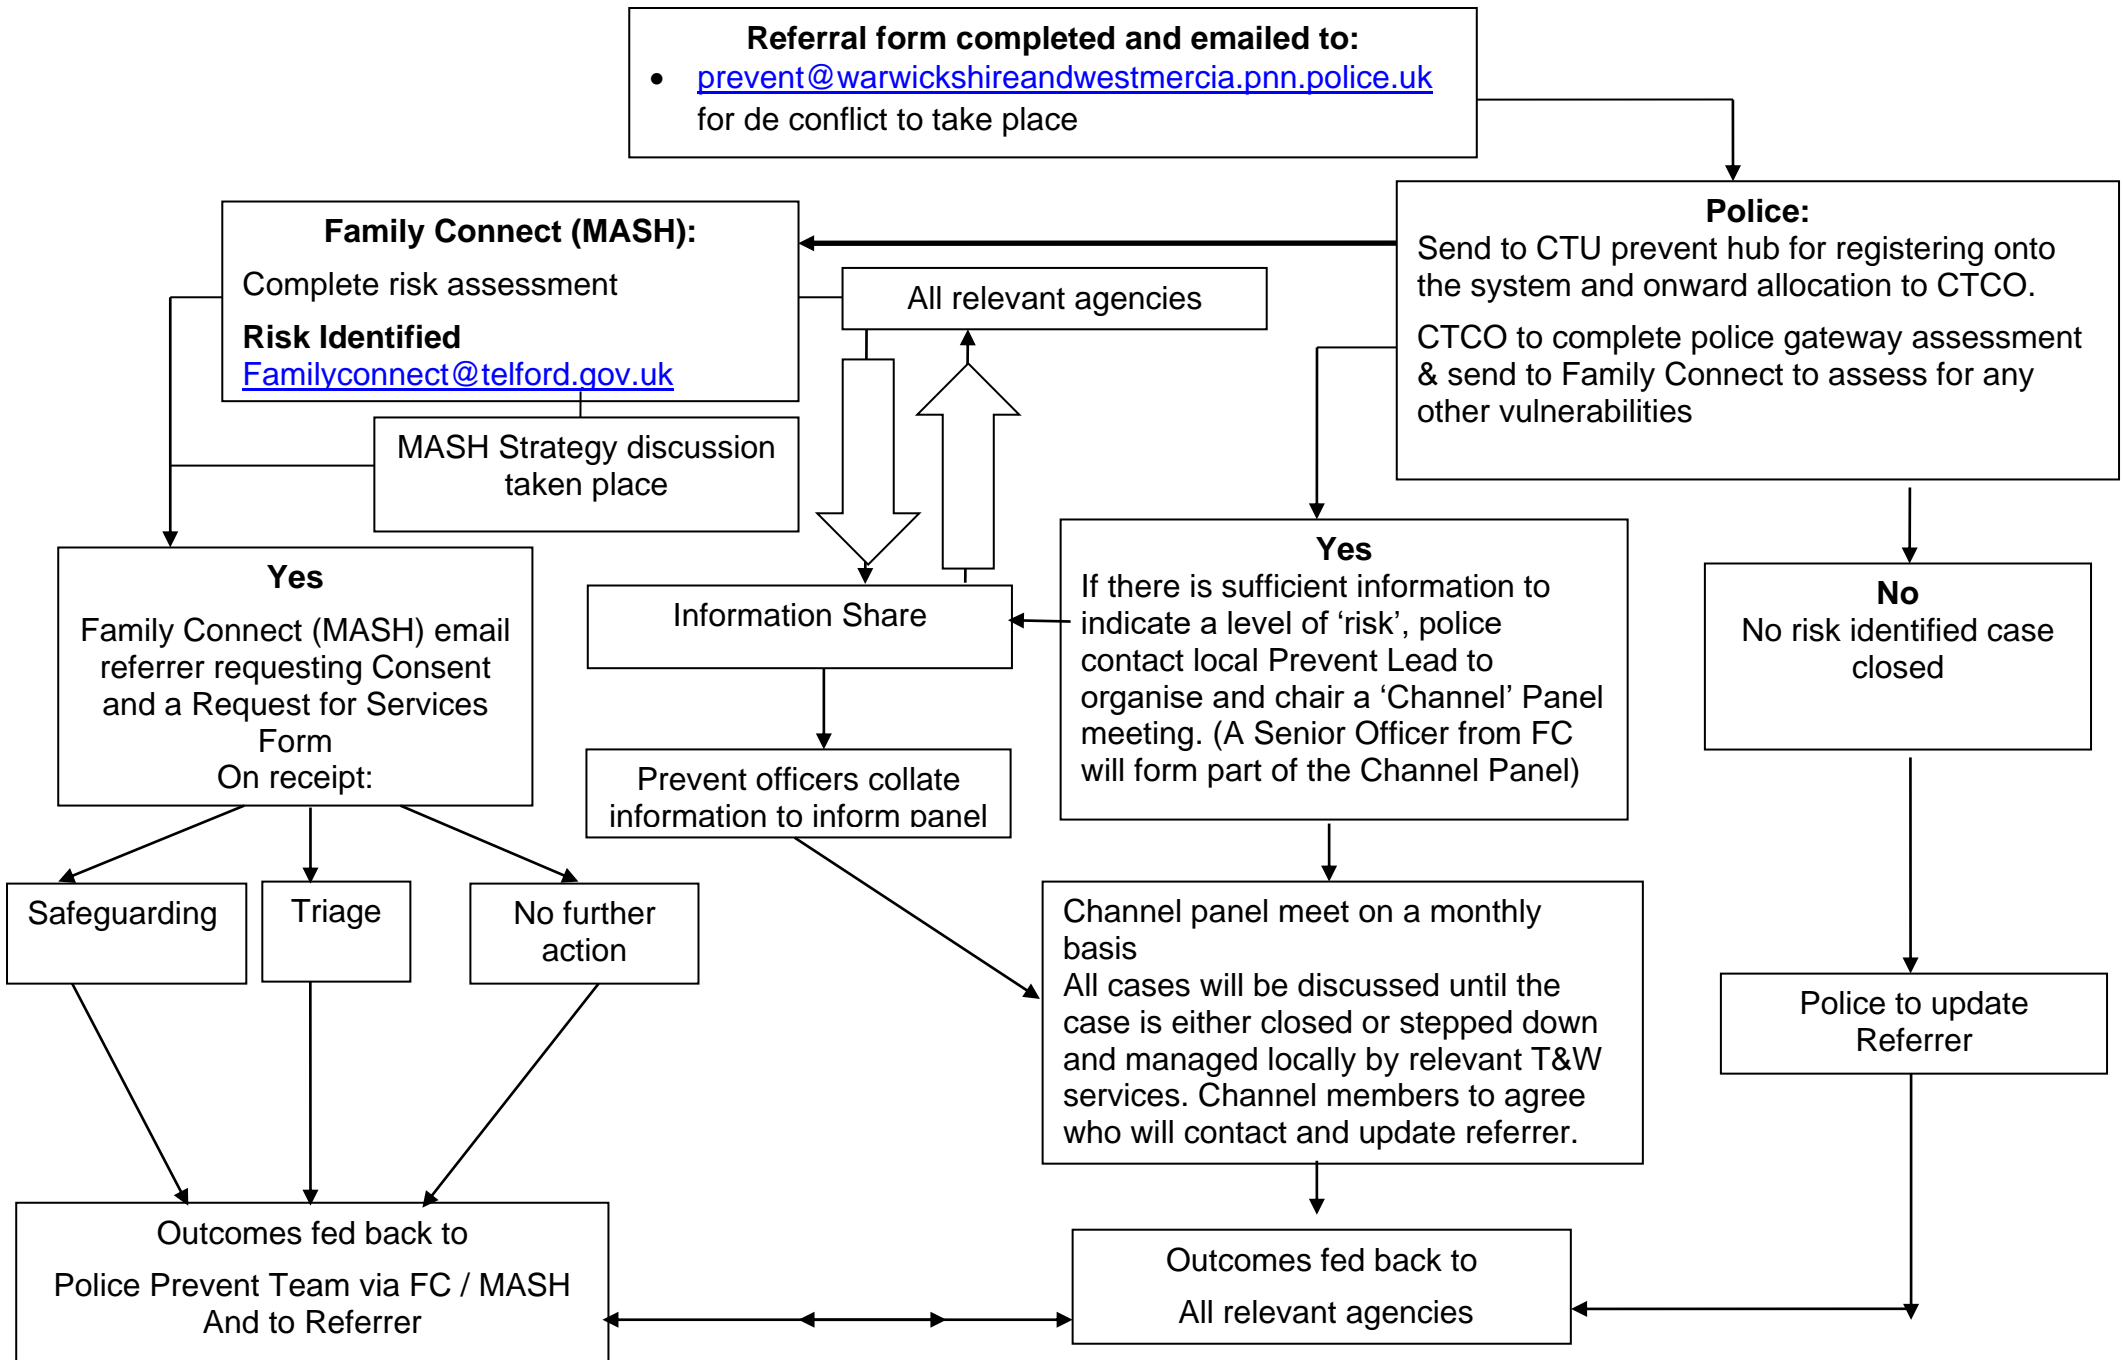 Referral form completed and emailed to:
• prevent@warwickshireandwestmercia.pnn.police.uk
for de conflict to take place
Family Connect (MASH):
Complete risk assessment
Risk Identified
Familyconnect@telford.gov.uk
All relevant agencies
Police:
Send to CTU prevent hub for registering onto
the system and onward allocation to CTCO.
CTCO to complete police gateway assessment
& send to Family Connect to assess for any
other vulnerabilities
MASH Strategy discussion
taken place
Yes
Family Connect (MASH) email
referrer requesting Consent
and a Request for Services
Form
On receipt:
Information Share
Yes
If there is sufficient information to
indicate a level of ‘risk’, police
contact local Prevent Lead to
organise and chair a ‘Channel’ Panel
meeting. (A Senior Officer from FC
will form part of the Channel Panel)
No
No risk identified case
closed
Prevent officers collate
information to inform panel
Safeguarding
Triage
No further
action
Channel panel meet on a monthly
basis
All cases will be discussed until the
case is either closed or stepped down
and managed locally by relevant T&W
services. Channel members to agree
who will contact and update referrer.
Police to update
Referrer
Outcomes fed back to
Police Prevent Team via FC / MASH
And to Referrer
Outcomes fed back to
All relevant agencies